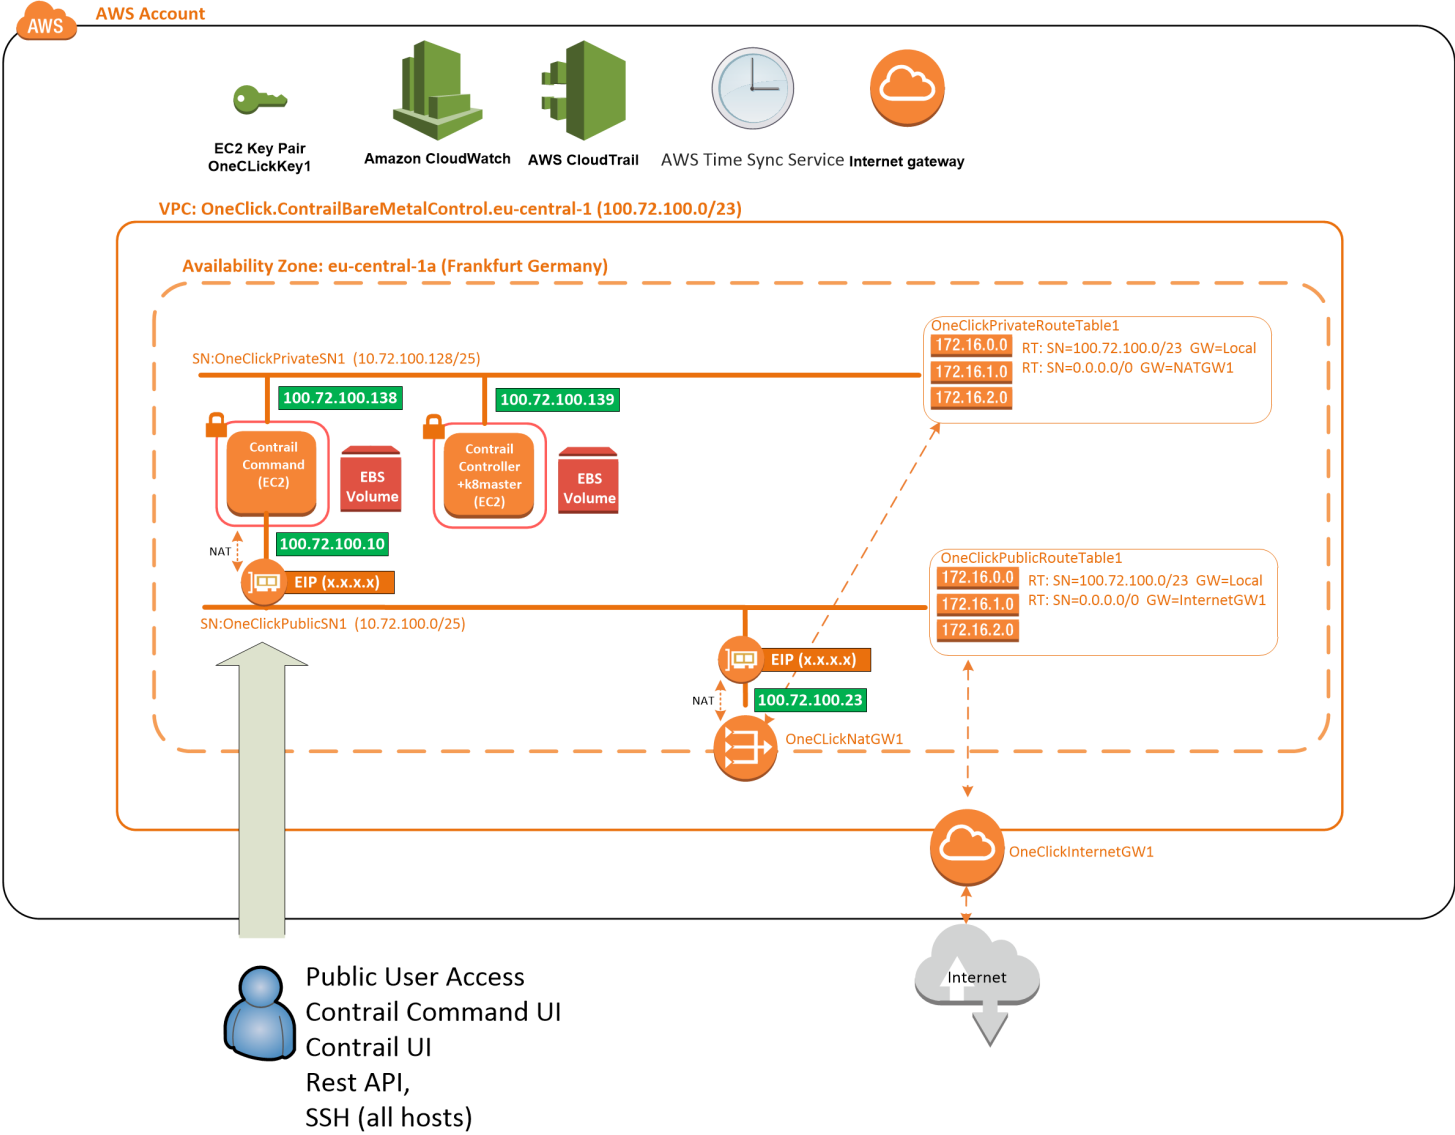 AWS
AWS Account
EC2 Key Pair
OneCLickKey1
Amazon CloudWatch
AWS CloudTrail
AWS Time Sync Service
Internet gateway
VPC: OneClick.ContrailBareMetalControl.eu-central-1 (100.72.100.0/23)
Availability Zone: eu-central-1a (Frankfurt Germany)
SN:OneClickPrivateSN1 (10.72.100.128/25)
OneClickPrivateRouteTable1
172.16.0.0
172.16.1.0
172.16.2.0
RT: SN=100.72.100.0/23 GW=Local
RT: SN=0.0.0.0/0 GW=NATGW1
100.72.100.138
100.72.100.139
Contrail
Command
(EC2)
EBS
Volume
Contrail
Controller
+k8master
(EC2)
EBS
Volume
NAT
100.72.100.10
EIP (x.x.x.x)
SN:OneClickPublicSN1 (10.72.100.0/25)
OneClickPublicRouteTable1
172.16.0.0
172.16.1.0
172.16.2.0
RT: SN=100.72.100.0/23 GW=Local
RT: SN=0.0.0.0/0 GW=InternetGW1
EIP (x.x.x.x)
NAT
100.72.100.23
OneCLickNatGW1
OneClickInternetGW1
Internet
Public User Access
Contrail Command UI
Contrail UI
Rest API,
SSH (all hosts)